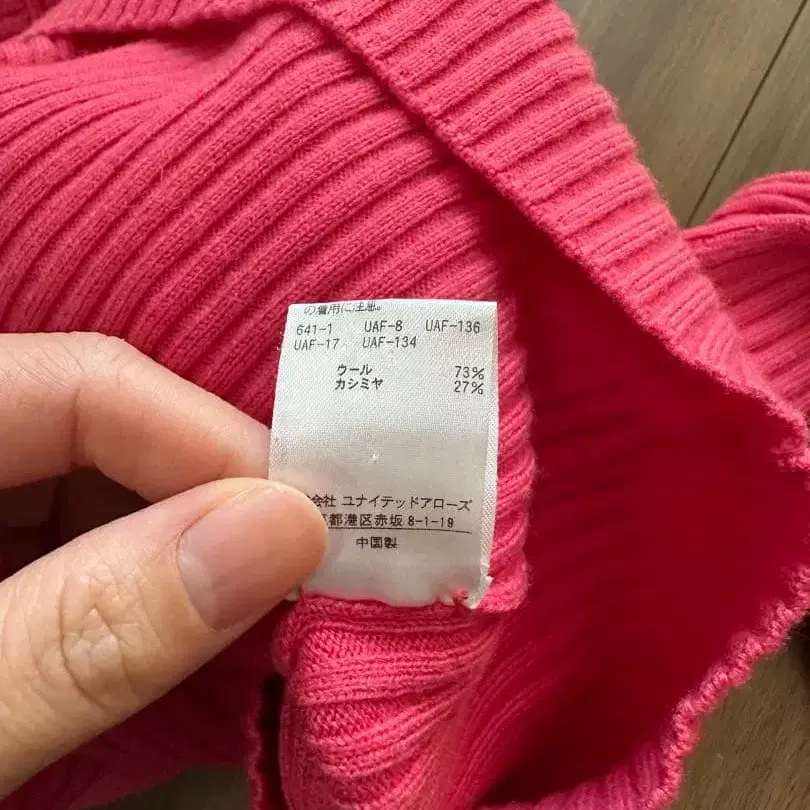 の着用に注意。
641-1 UAF-8 UAF-136
UAF-17 UAF-134
ウール 73%
カシミヤ 27%
会社 ユナイテッドアローズ
都港区赤坂 8-1-19
中国製